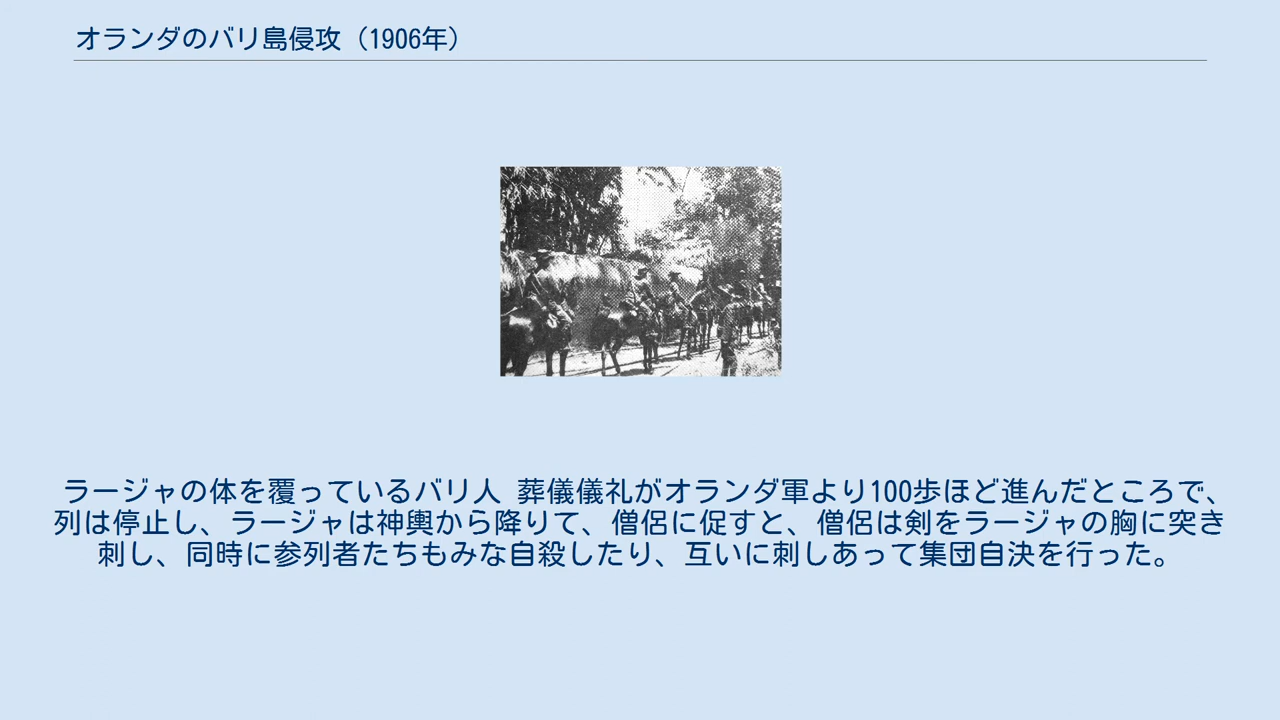 オランダのバリ島侵攻（1906年）
ラージャの体を覆っているバリ人 葬儀儀礼がオランダ軍より100歩ほど進んだところで、
列は停止し、ラージャは神輿から降りて、僧侶に促すと、僧侶は剣をラージャの胸に突き
刺し、同時に参列者たちもみな自殺したり、互いに刺しあって集団自決を行った。